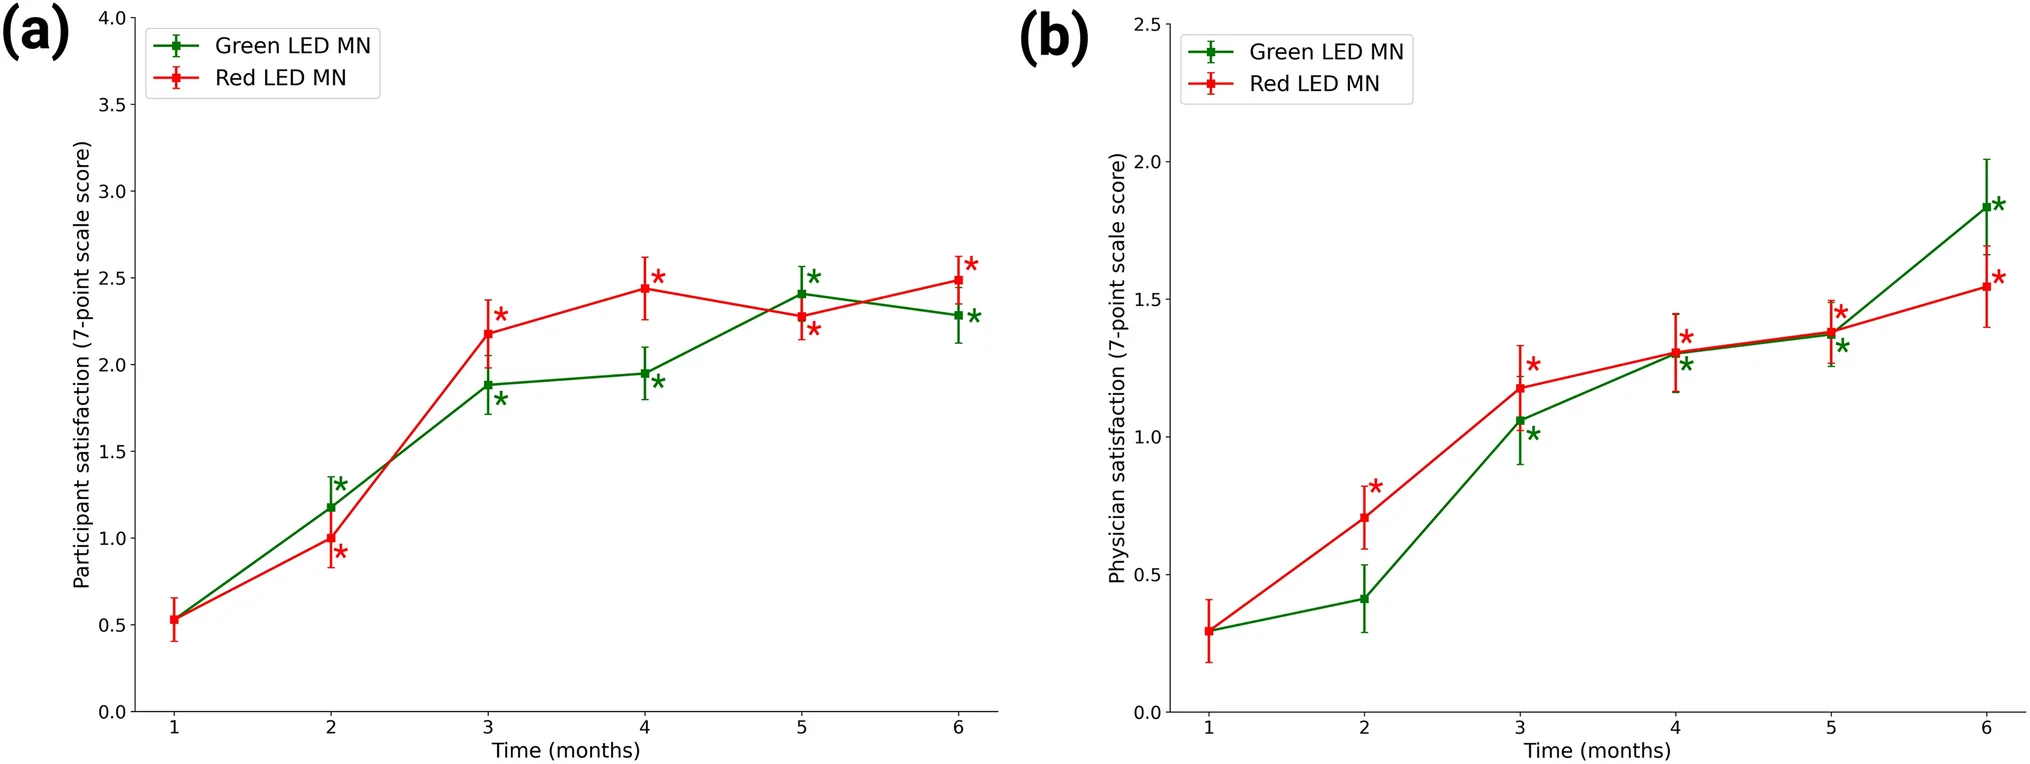 (a)
4.0
3.5
3.0
2.5
2.0
1.5
1.0
0.5
0.0
Participant satisfaction (7-point scale score)
Green LED MN
Red LED MN
*
*
*
*
*
*
*
*
*
*
1 2 3 4 5 6
Time (months)
(b)
2.5
2.0
1.5
1.0
0.5
0.0
Physician satisfaction (7-point scale score)
Green LED MN
Red LED MN
*
*
*
*
*
*
*
*
*
1 2 3 4 5 6
Time (months)